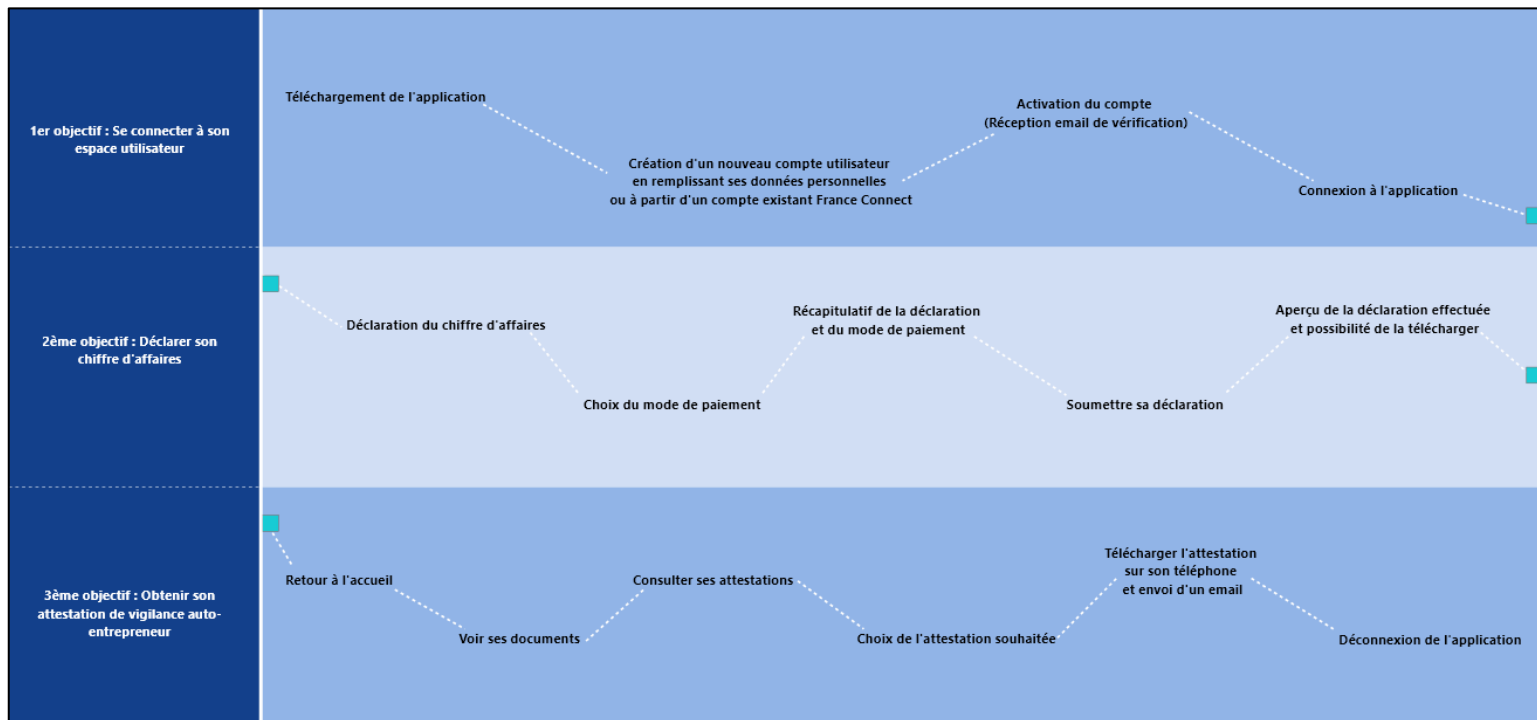 1er objectif : Se connecter à son
espace utilisateur
Téléchargement de l'application
Création d'un nouveau compte utilisateur
en remplissant ses données personnelles
ou à partir d'un compte existant France Connect
Activation du compte
(Réception email de vérification)
Connexion à l'application
2ème objectif : Déclarer son
chiffre d'affaires
Déclaration du chiffre d'affaires
Choix du mode de paiement
Récapitulatif de la déclaration
et du mode de paiement
Soumettre sa déclaration
Aperçu de la déclaration effectuée
et possibilité de la télécharger
3ème objectif : Obtenir son
attestation de vigilance auto-
entrepreneur
Retour à l'accueil
Voir ses documents
Consulter ses attestations
Choix de l'attestation souhaitée
Télécharger l'attestation
sur son téléphone
et envoi d'un email
Déconnexion de l'application